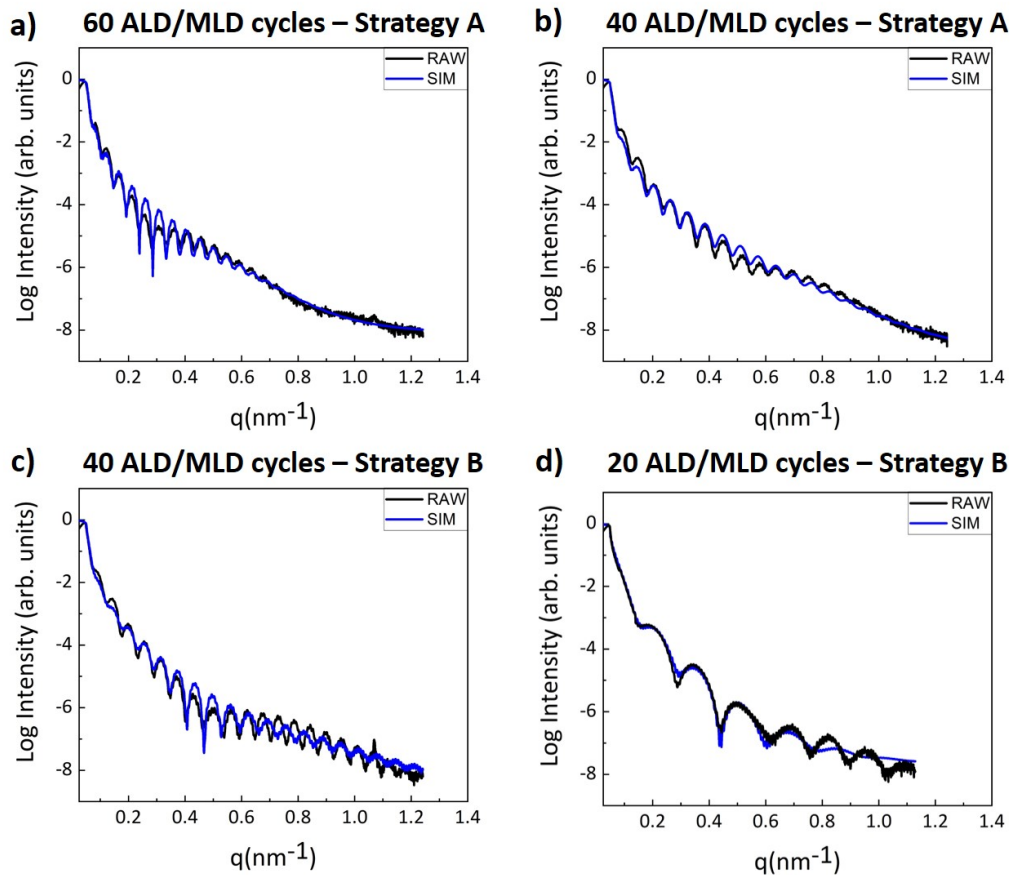 a) 60 ALD/MLD cycles – Strategy A
RAW
SIM
0
-2
-4
-6
-8
Log Intensity (arb. units)
0.2 0.4 0.6 0.8 1.0 1.2 1.4
q(nm⁻¹)
b) 40 ALD/MLD cycles – Strategy A
RAW
SIM
0
-2
-4
-6
-8
Log Intensity (arb. units)
0.2 0.4 0.6 0.8 1.0 1.2 1.4
q(nm⁻¹)
c) 40 ALD/MLD cycles – Strategy B
RAW
SIM
0
-2
-4
-6
-8
Log Intensity (arb. units)
0.2 0.4 0.6 0.8 1.0 1.2 1.4
q(nm⁻¹)
d) 20 ALD/MLD cycles – Strategy B
RAW
SIM
0
-2
-4
-6
-8
Log Intensity (arb. units)
0.2 0.4 0.6 0.8 1.0 1.2 1.4
q(nm⁻¹)